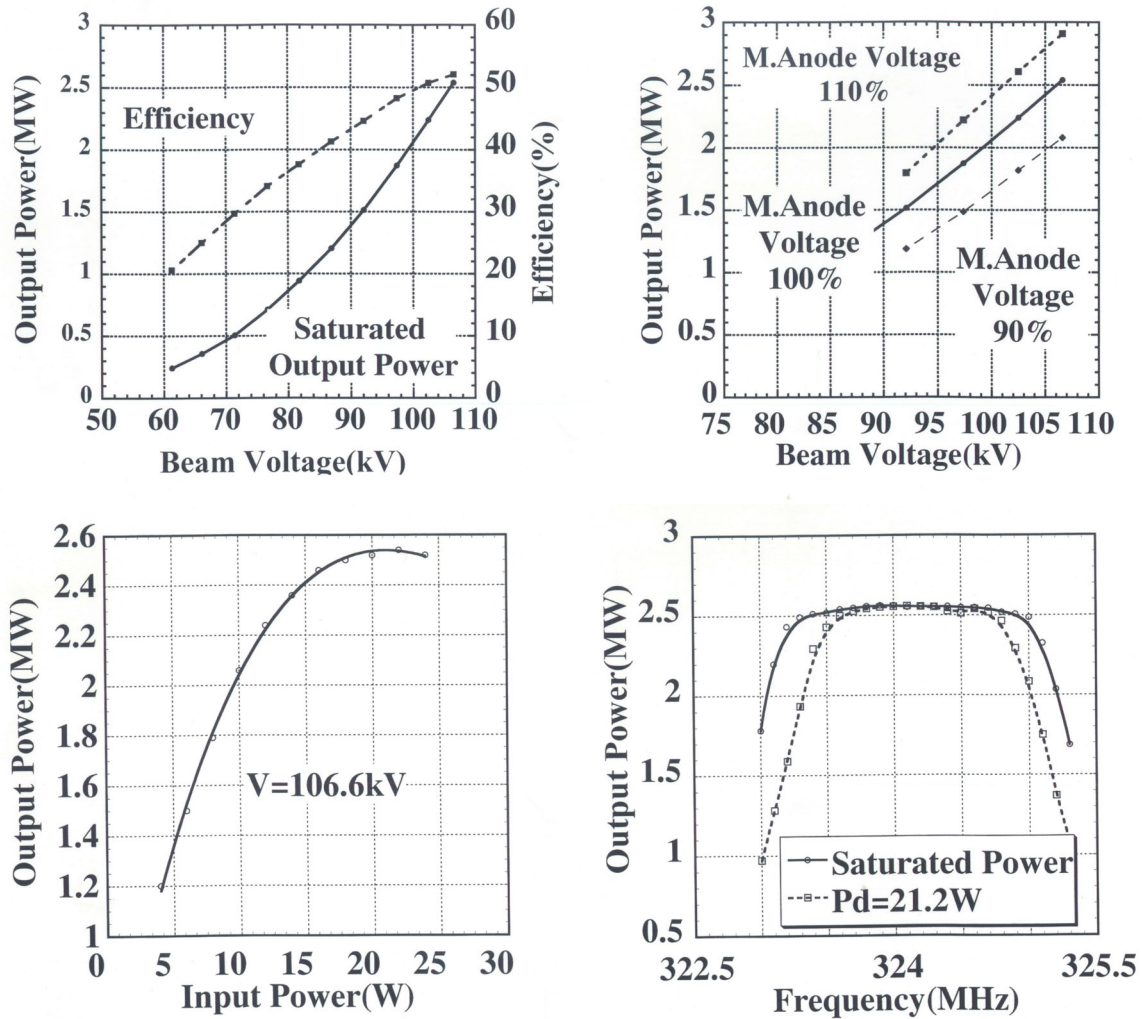 3
2.5
2
1.5
1
0.5
0
Output Power(MW)
Efficiency
Saturated
Output Power
60
50
40
30
20
10
0
Efficiency(%)
50 60 70 80 90 100 110
Beam Voltage(kV)
3
2.5
2
1.5
1
0.5
0
Output Power(MW)
M.Anode Voltage
110%
M.Anode
Voltage
100%
M.Anode
Voltage
90%
75 80 85 90 95 100 105 110
Beam Voltage(kV)
2.6
2.4
2.2
2
1.8
1.6
1.4
1.2
1
Output Power(MW)
V=106.6kV
0 5 10 15 20 25 30
Input Power(W)
3
2.5
2
1.5
1
0.5
Output Power(MW)
Saturated Power
Pd=21.2W
322.5 324 325.5
Frequency(MHz)